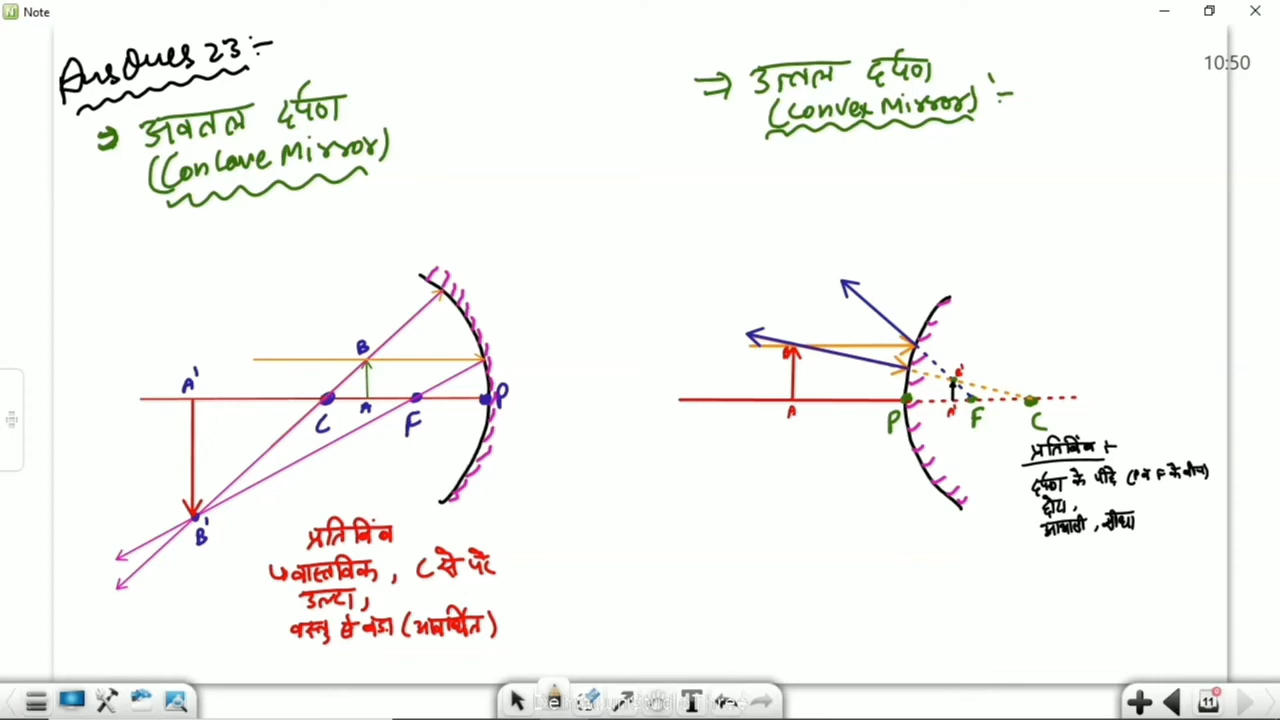 Note
10:50
Ans Ques 23:-
⇒ अवतल दर्पण
(Concave Mirror)
⇒ उत्तल दर्पण
(Convex Mirror) :-
A'
B
C
A
F
P
B'
प्रतिबिंब
↳ वास्तविक, C से परे
उल्टा,
वस्तु से बड़ा (आवर्धित)
B
A
P
B'
A'
F
C
प्रतिबिंब :-
दर्पण के पीछे (P व F के बीच)
छोटा,
आभासी, सीधा
11